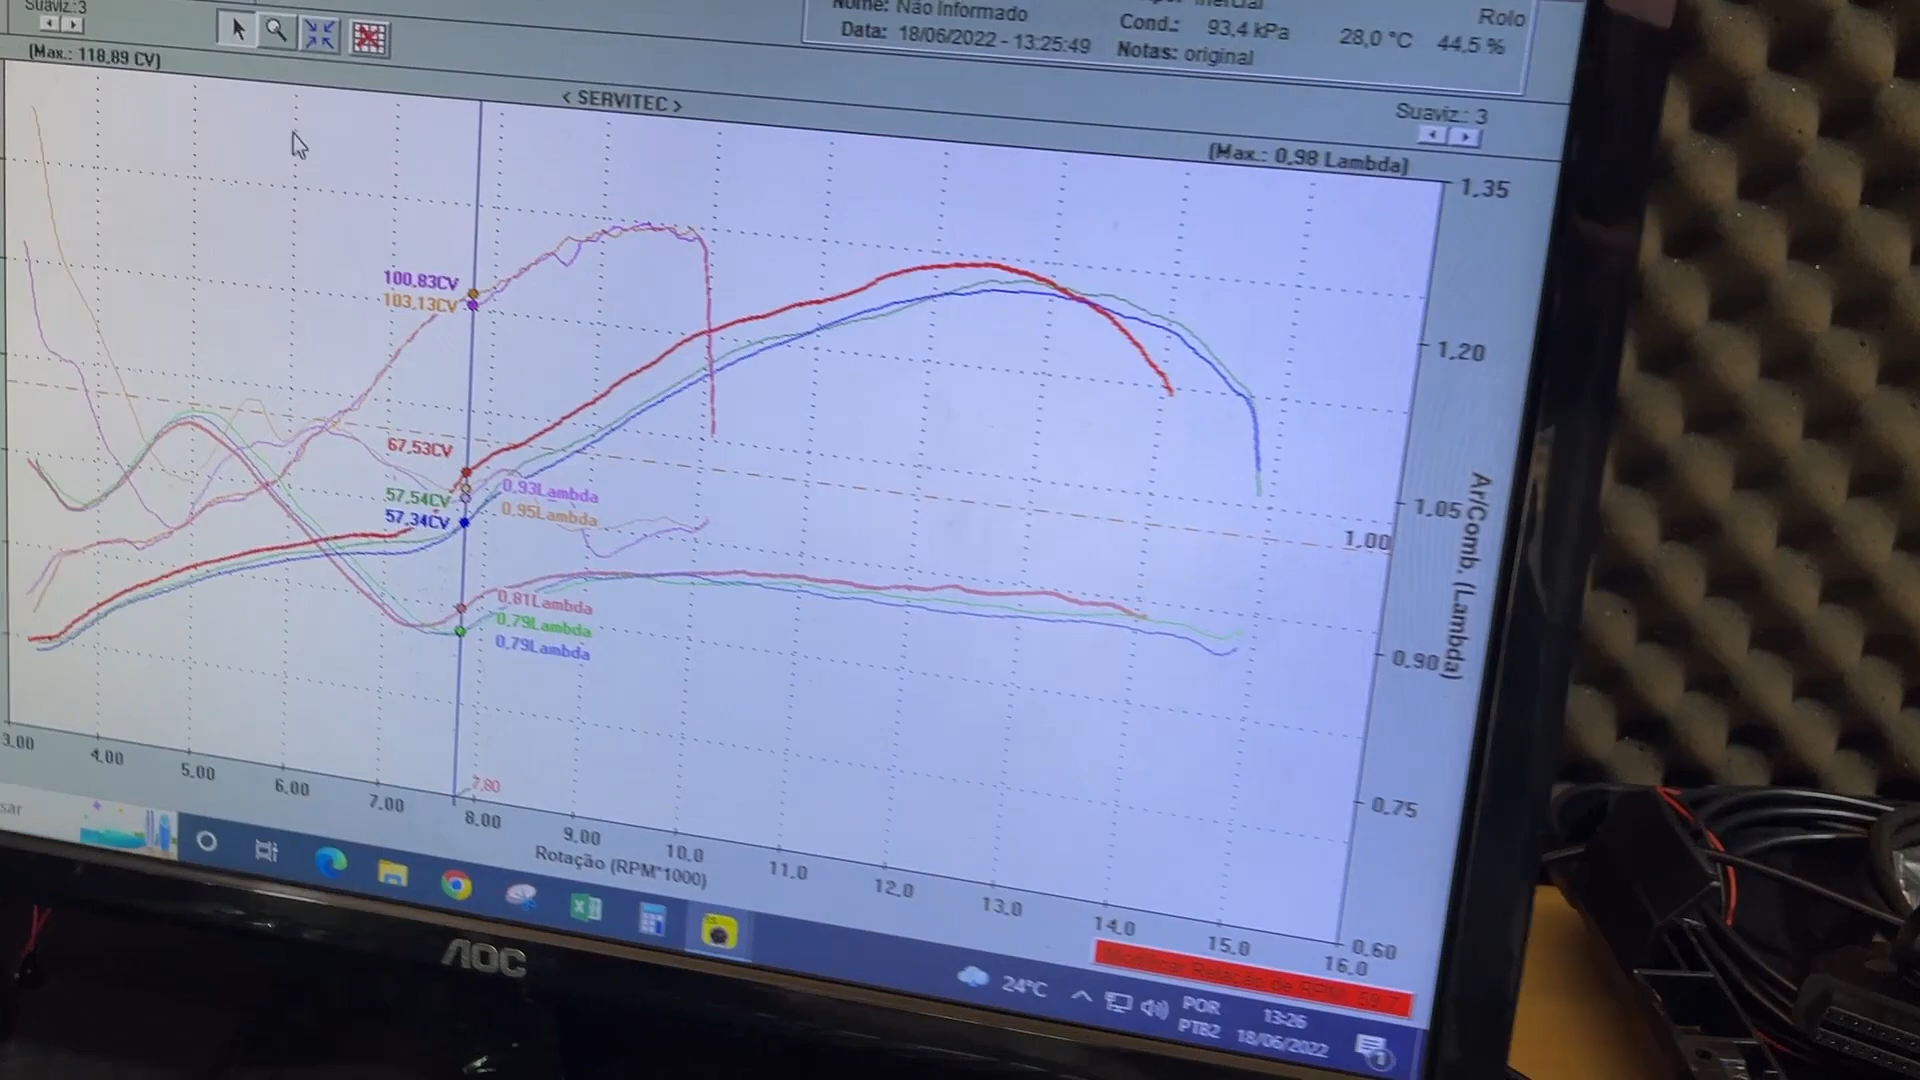 Suaviz.:3
(Max.: 118,89 CV)
Nome: Não Informado
Data: 18/06/2022 - 13:25:49
Cond.: 93,4 kPa 28,0 °C 44.5 %
Notas: original
Rolo
< SERVITEC >
Suaviz.: 3
(Max.: 0,98 Lambda)
1,35
1,20
1,05
1,00
0,90
0,75
0,60
Ar/Comb. (Lambda)
100,83CV
103,13CV
67,53CV
57,54CV
57,34CV
0,93Lambda
0,95Lambda
0,81Lambda
0,79Lambda
0,79Lambda
7,80
3,00 4,00 5,00 6,00 7,00 8,00 9,00 10,0 11,0 12,0 13,0 14,0 15,0 16,0
Rotação (RPM*1000)
Relação de RPM:
sar
24°C
POR
PTB2
13:26
18/06/2022
1
AOC